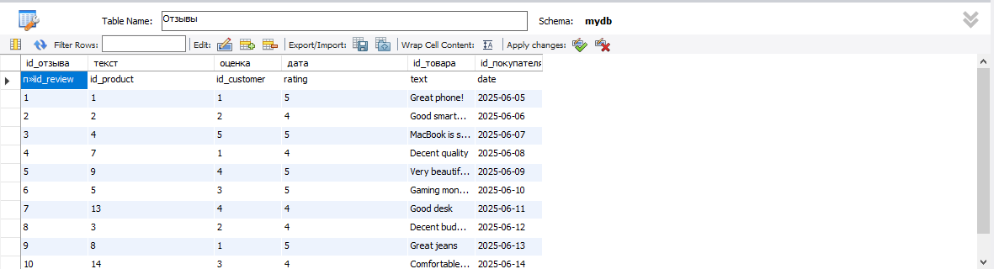 Table Name: Отзывы Schema: mydb
Filter Rows: Edit: Export/Import: Wrap Cell Content: Apply changes:
id_отзыва текст оценка дата id_товара id_покупателя
п»їid_review id_product id_customer rating text date
1 1 1 5 Great phone! 2025-06-05
2 2 2 4 Good smart... 2025-06-06
3 4 5 5 MacBook is s... 2025-06-07
4 7 1 4 Decent quality 2025-06-08
5 9 4 5 Very beautif... 2025-06-09
6 5 3 5 Gaming mon... 2025-06-10
7 13 4 4 Good desk 2025-06-11
8 3 2 4 Decent bud... 2025-06-12
9 8 1 5 Great jeans 2025-06-13
10 14 3 4 Comfortable... 2025-06-14